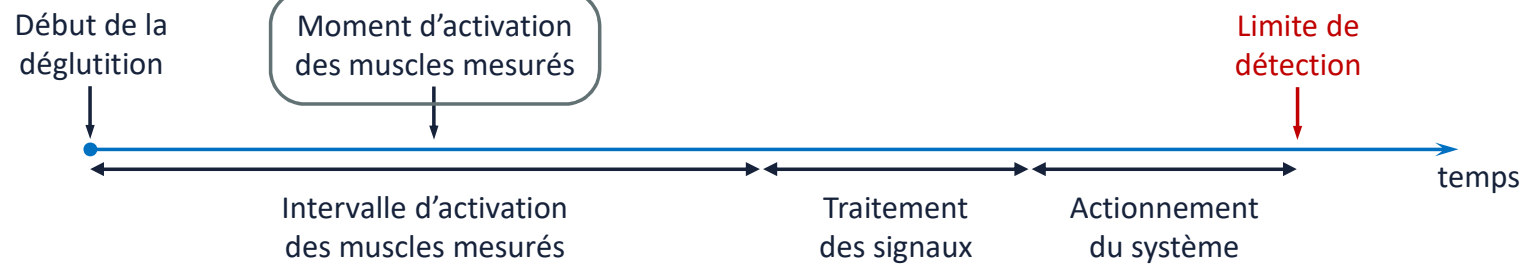 Début de la
déglutition
Moment d’activation
des muscles mesurés
Limite de
détection
temps
Intervalle d’activation
des muscles mesurés
Traitement
des signaux
Actionnement
du système